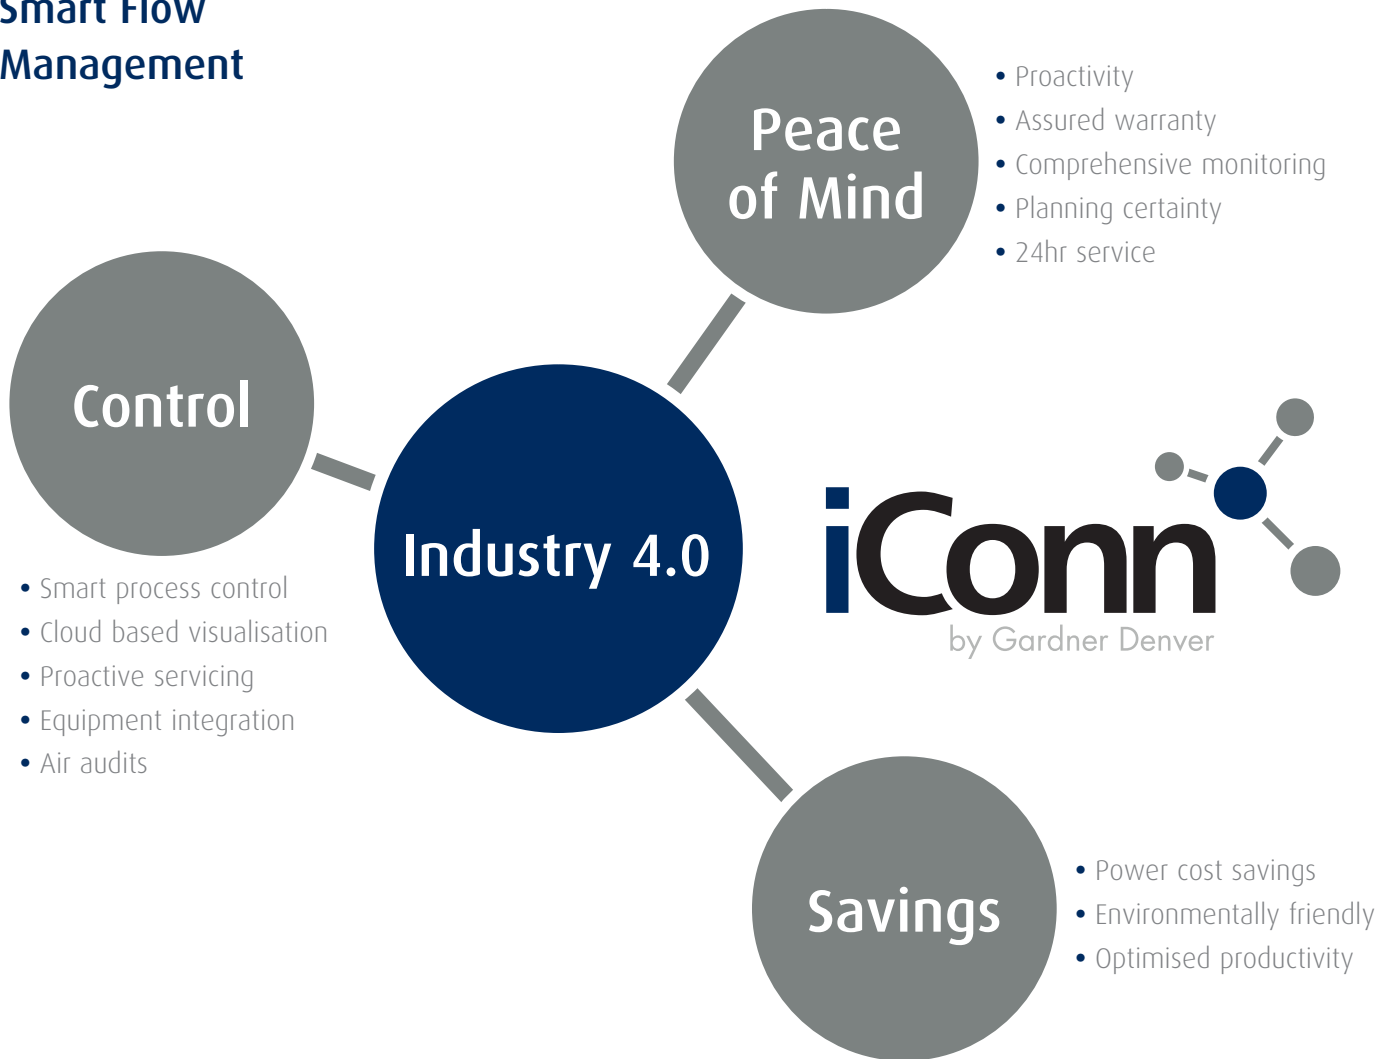 Smart Flow
Management
Peace
of Mind
• Proactivity
• Assured warranty
• Comprehensive monitoring
• Planning certainty
• 24hr service
Control
• Smart process control
• Cloud based visualisation
• Proactive servicing
• Equipment integration
• Air audits
Industry 4.0
iConn
by Gardner Denver
Savings
• Power cost savings
• Environmentally friendly
• Optimised productivity